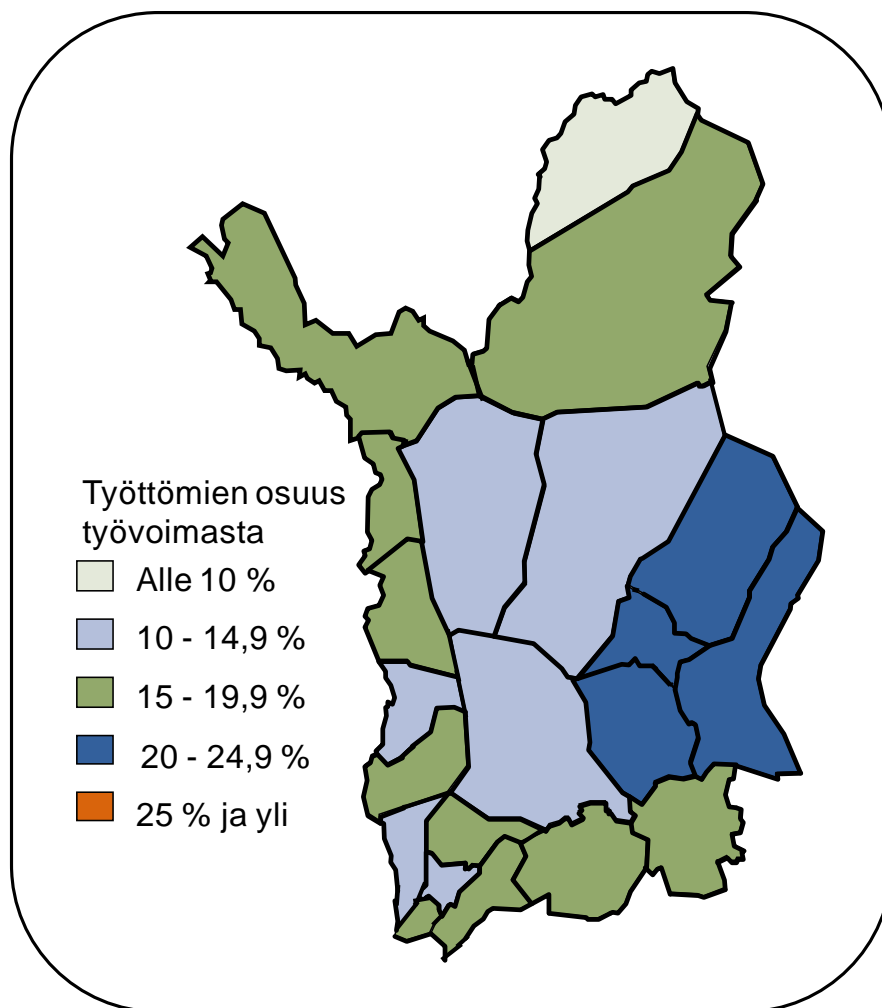 Työttömien osuus
työvoimasta
Alle 10 %
10 - 14,9 %
15 - 19,9 %
20 - 24,9 %
25 % ja yli